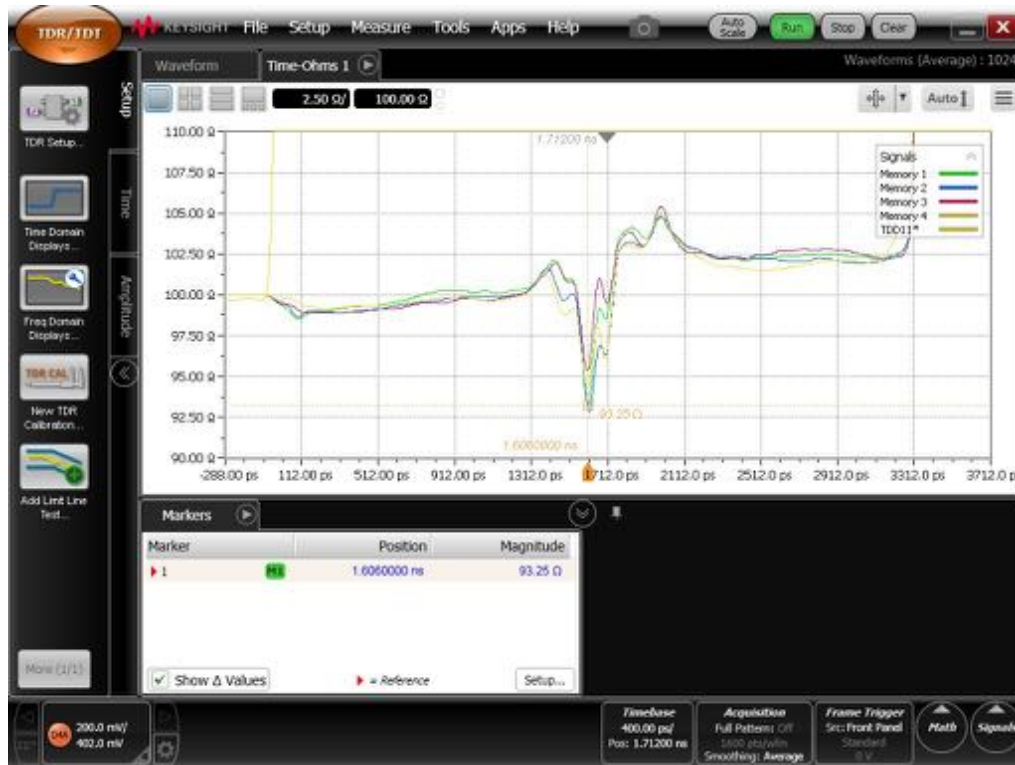 TDR/TDT
KEYSIGHT File Setup Measure Tools Apps Help
Auto Scale Run Stop Clear
Waveform Time-Ohms 1 Waveforms (Average) : 1024
2.50 Ω/ 100.00 Ω Auto
Setup
Time
Amplitude
TDR Setup...
Time Domain Displays...
Freq Domain Displays...
TDR CAL
New TDR Calibration...
Add Limit Line Test...
More (1/1)
1.71200 ns
Signals
Memory 1
Memory 2
Memory 3
Memory 4
TDD11*
110.00 Ω
107.50 Ω
105.00 Ω
102.50 Ω
100.00 Ω
97.50 Ω
95.00 Ω
92.50 Ω
90.00 Ω
93.25 Ω
1.6060000 ns
-288.00 ps 112.00 ps 512.00 ps 912.00 ps 1312.0 ps 1712.0 ps 2112.0 ps 2512.0 ps 2912.0 ps 3312.0 ps 3712.0 p
Markers
Marker Position Magnitude
1 M1 1.6060000 ns 93.25 Ω
Show Δ Values = Reference Setup...
200.0 mV/
402.0 mV
Timebase
400.00 ps/
Pos: 1.71200 ns
Acquisition
Full Pattern: Off
1600 pts/wfm
Smoothing: Average
Frame Trigger
Src: Front Panel
Standard
0 V
Math
Signals